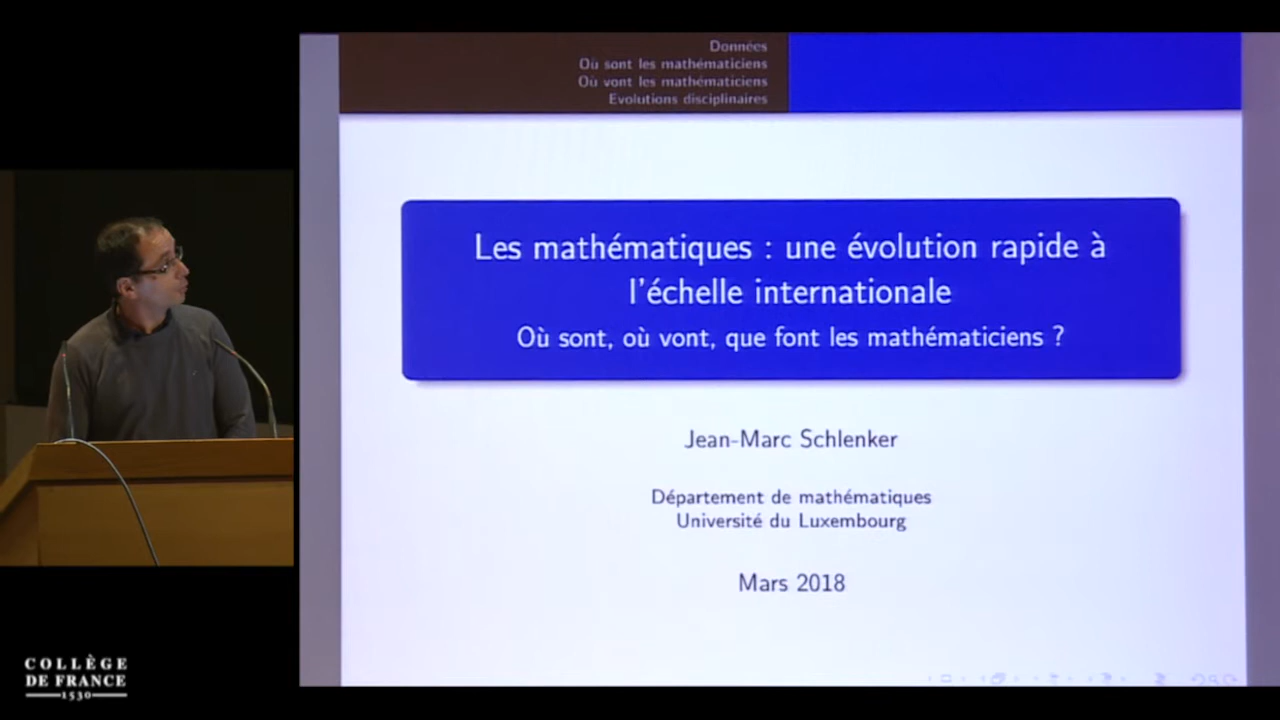 Données
Où sont les mathématiciens
Où vont les mathématiciens
Evolutions disciplinaires
Les mathématiques : une évolution rapide à
l'échelle internationale
Où sont, où vont, que font les mathématiciens ?
Jean-Marc Schlenker
Département de mathématiques
Université du Luxembourg
Mars 2018
COLLÈGE
DE FRANCE
1530